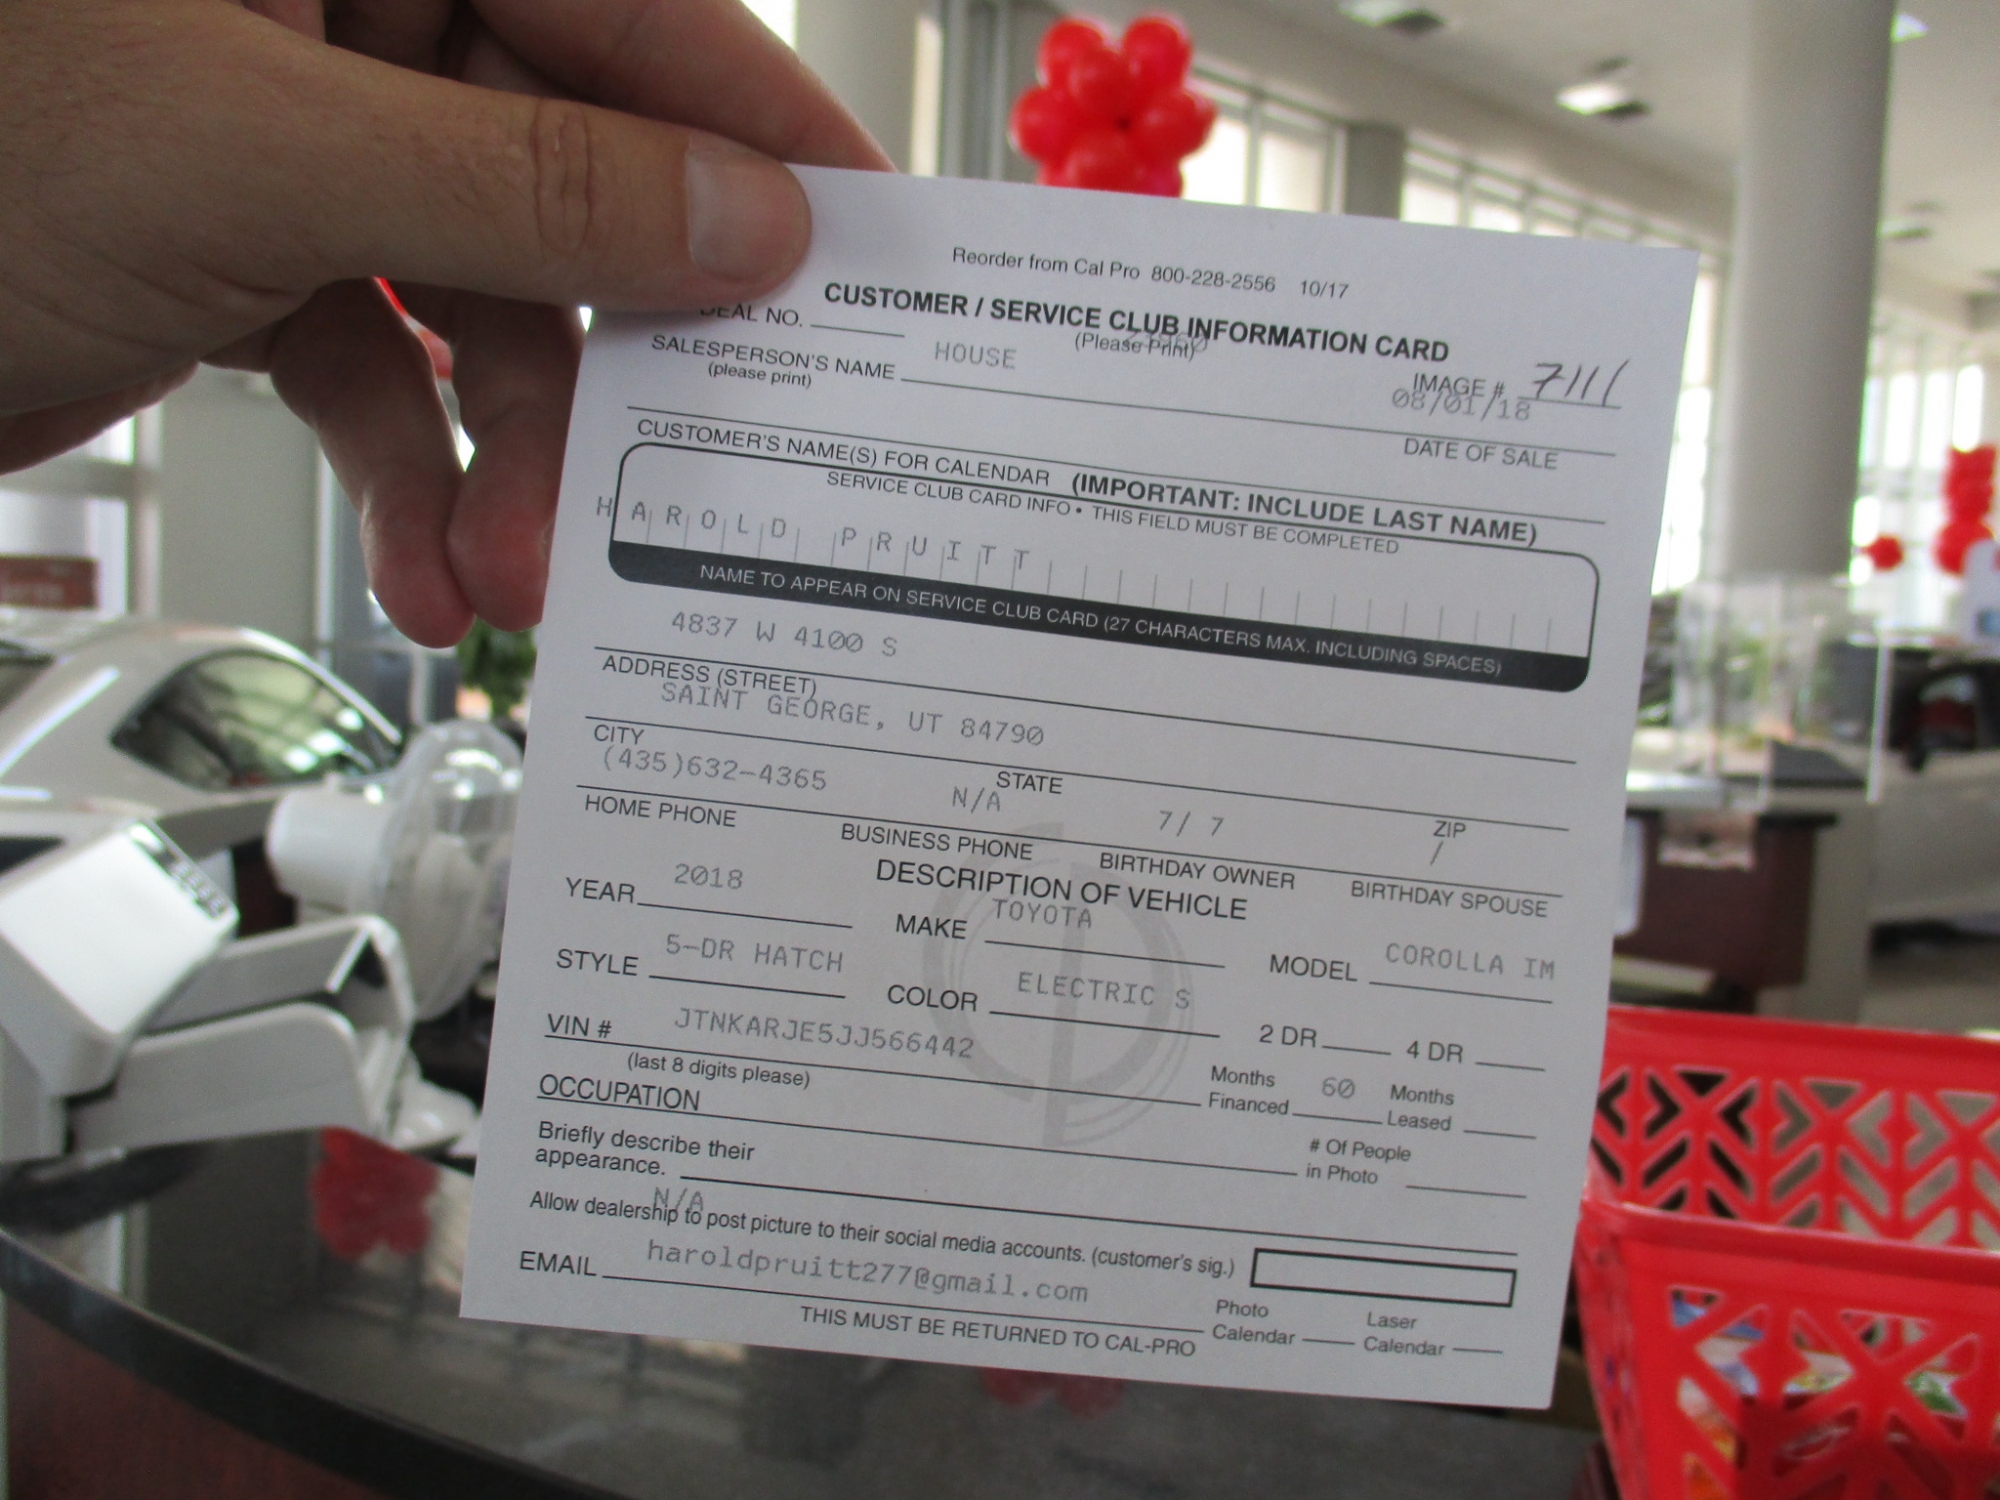 Reorder from Cal Pro 800-228-2556 10/17
CUSTOMER / SERVICE CLUB INFORMATION CARD
DEAL NO.
(Please Print)
SALESPERSON'S NAME HOUSE
(please print)
IMAGE # 7111
08/01/18
DATE OF SALE
CUSTOMER'S NAME(S) FOR CALENDAR (IMPORTANT: INCLUDE LAST NAME)
SERVICE CLUB CARD INFO • THIS FIELD MUST BE COMPLETED
HAROLD PRUITT
NAME TO APPEAR ON SERVICE CLUB CARD (27 CHARACTERS MAX. INCLUDING SPACES)
4837 W 4100 S
ADDRESS (STREET)
SAINT GEORGE, UT 84790
CITY STATE ZIP
(435)632-4365 N/A 7/ 7 /
HOME PHONE BUSINESS PHONE BIRTHDAY OWNER BIRTHDAY SPOUSE
DESCRIPTION OF VEHICLE
YEAR 2018 MAKE TOYOTA MODEL COROLLA IM
STYLE 5-DR HATCH COLOR ELECTRIC S 2 DR 4 DR
VIN # JTNKARJE5JJ566442
(last 8 digits please)
Months Financed 60 Months Leased
OCCUPATION
# Of People in Photo
Briefly describe their
appearance.
N/A
Allow dealership to post picture to their social media accounts. (customer's sig.)
EMAIL haroldpruitt277@gmail.com
Photo Calendar Laser Calendar
THIS MUST BE RETURNED TO CAL-PRO